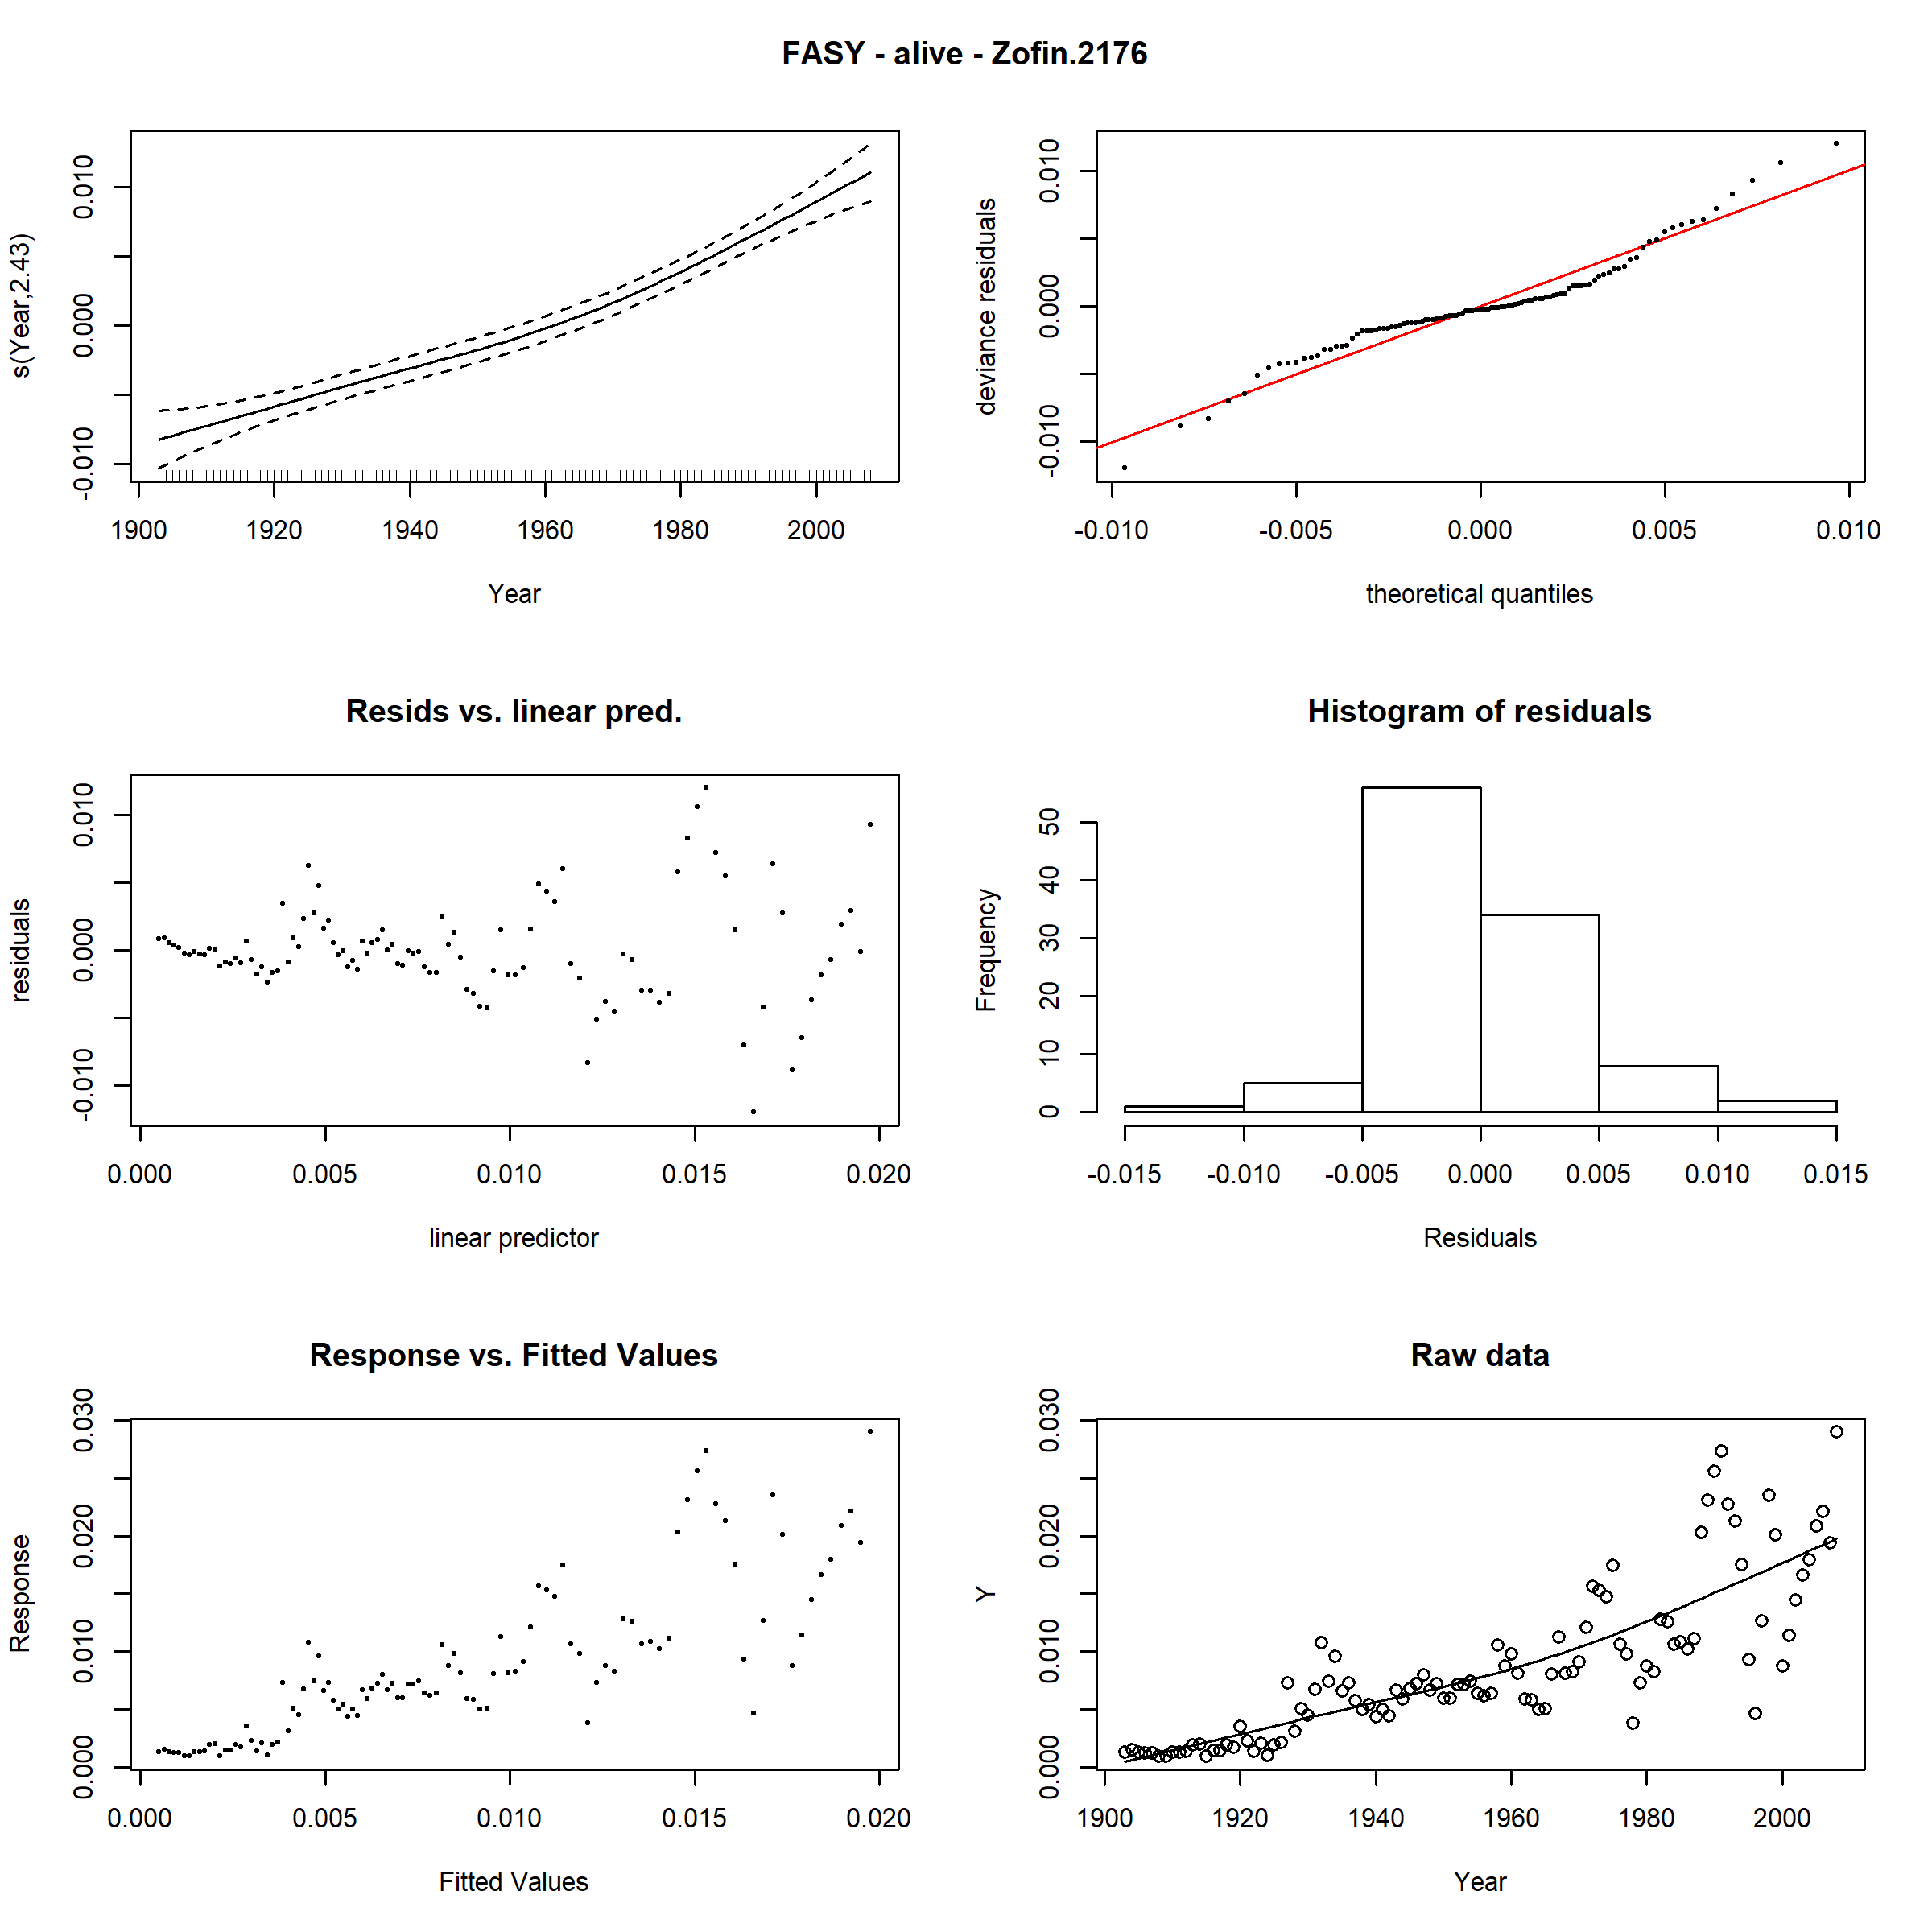 FASY - alive - Zofin.2176
s(Year,2.43)
-0.010 0.000 0.010
1900 1920 1940 1960 1980 2000
Year
deviance residuals
-0.010 0.000 0.010
-0.010 -0.005 0.000 0.005 0.010
theoretical quantiles
Resids vs. linear pred.
residuals
-0.010 0.000 0.010
0.000 0.005 0.010 0.015 0.020
linear predictor
Histogram of residuals
Frequency
0 10 20 30 40 50
-0.015 -0.010 -0.005 0.000 0.005 0.010 0.015
Residuals
Response vs. Fitted Values
Response
0.000 0.010 0.020 0.030
0.000 0.005 0.010 0.015 0.020
Fitted Values
Raw data
Y
0.000 0.010 0.020 0.030
1900 1920 1940 1960 1980 2000
Year